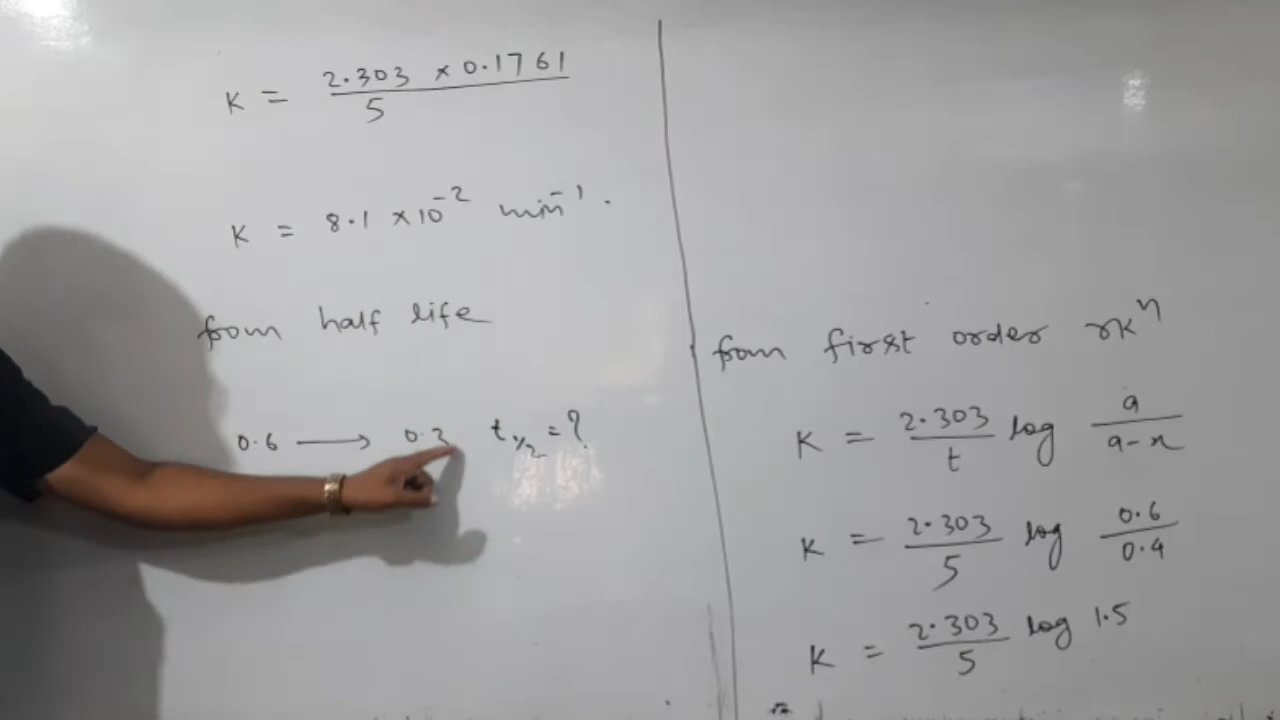 K = 2.303 × 0.1761 / 5
K = 8.1 × 10⁻² min⁻¹.
from half life
0.6 ⟶ 0.3 t½ = ?
from first order rxⁿ
K = 2.303 / t log a / a-x
K = 2.303 / 5 log 0.6 / 0.4
K = 2.303 / 5 log 1.5